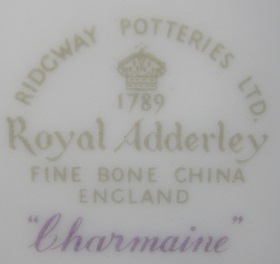 RIDGWAY POTTERIES LTD.
1789
Royal Adderley
FINE BONE CHINA
ENGLAND
"Charmaine"